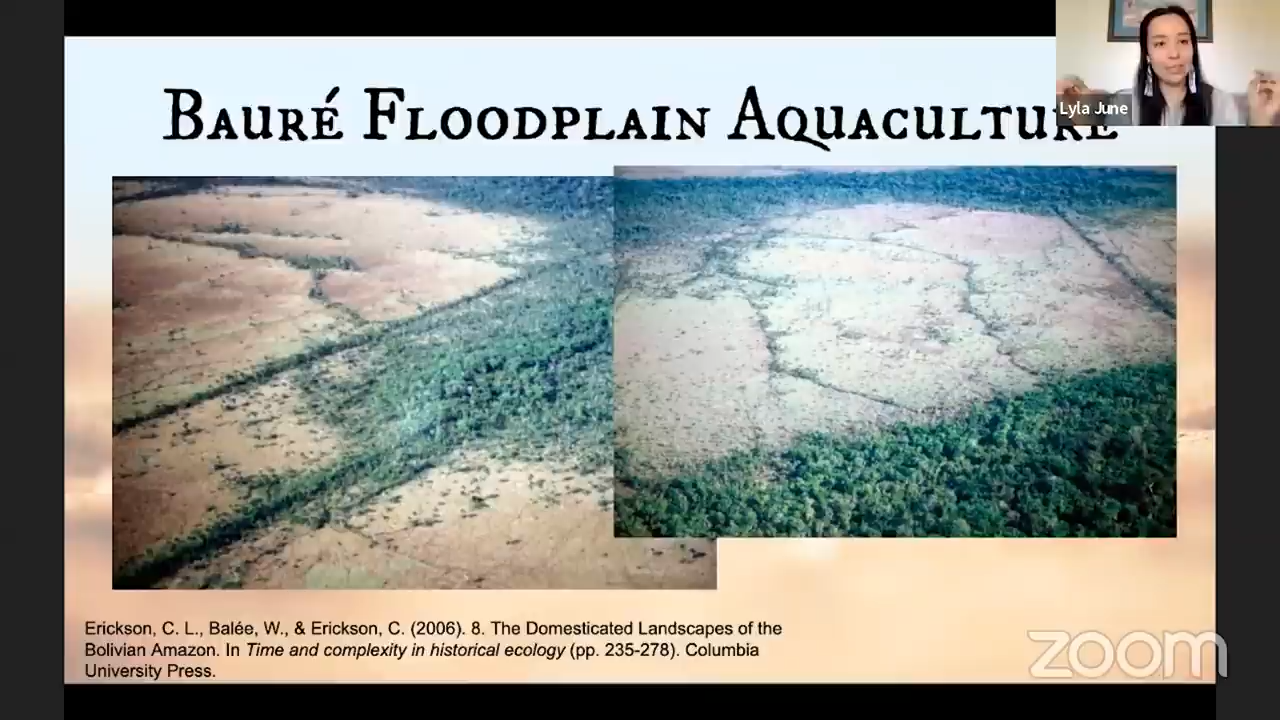 Bauré Floodplain Aquaculture
Lyla June
Erickson, C. L., Balée, W., & Erickson, C. (2006). 8. The Domesticated Landscapes of the
Bolivian Amazon. In Time and complexity in historical ecology (pp. 235-278). Columbia
University Press.
zoom